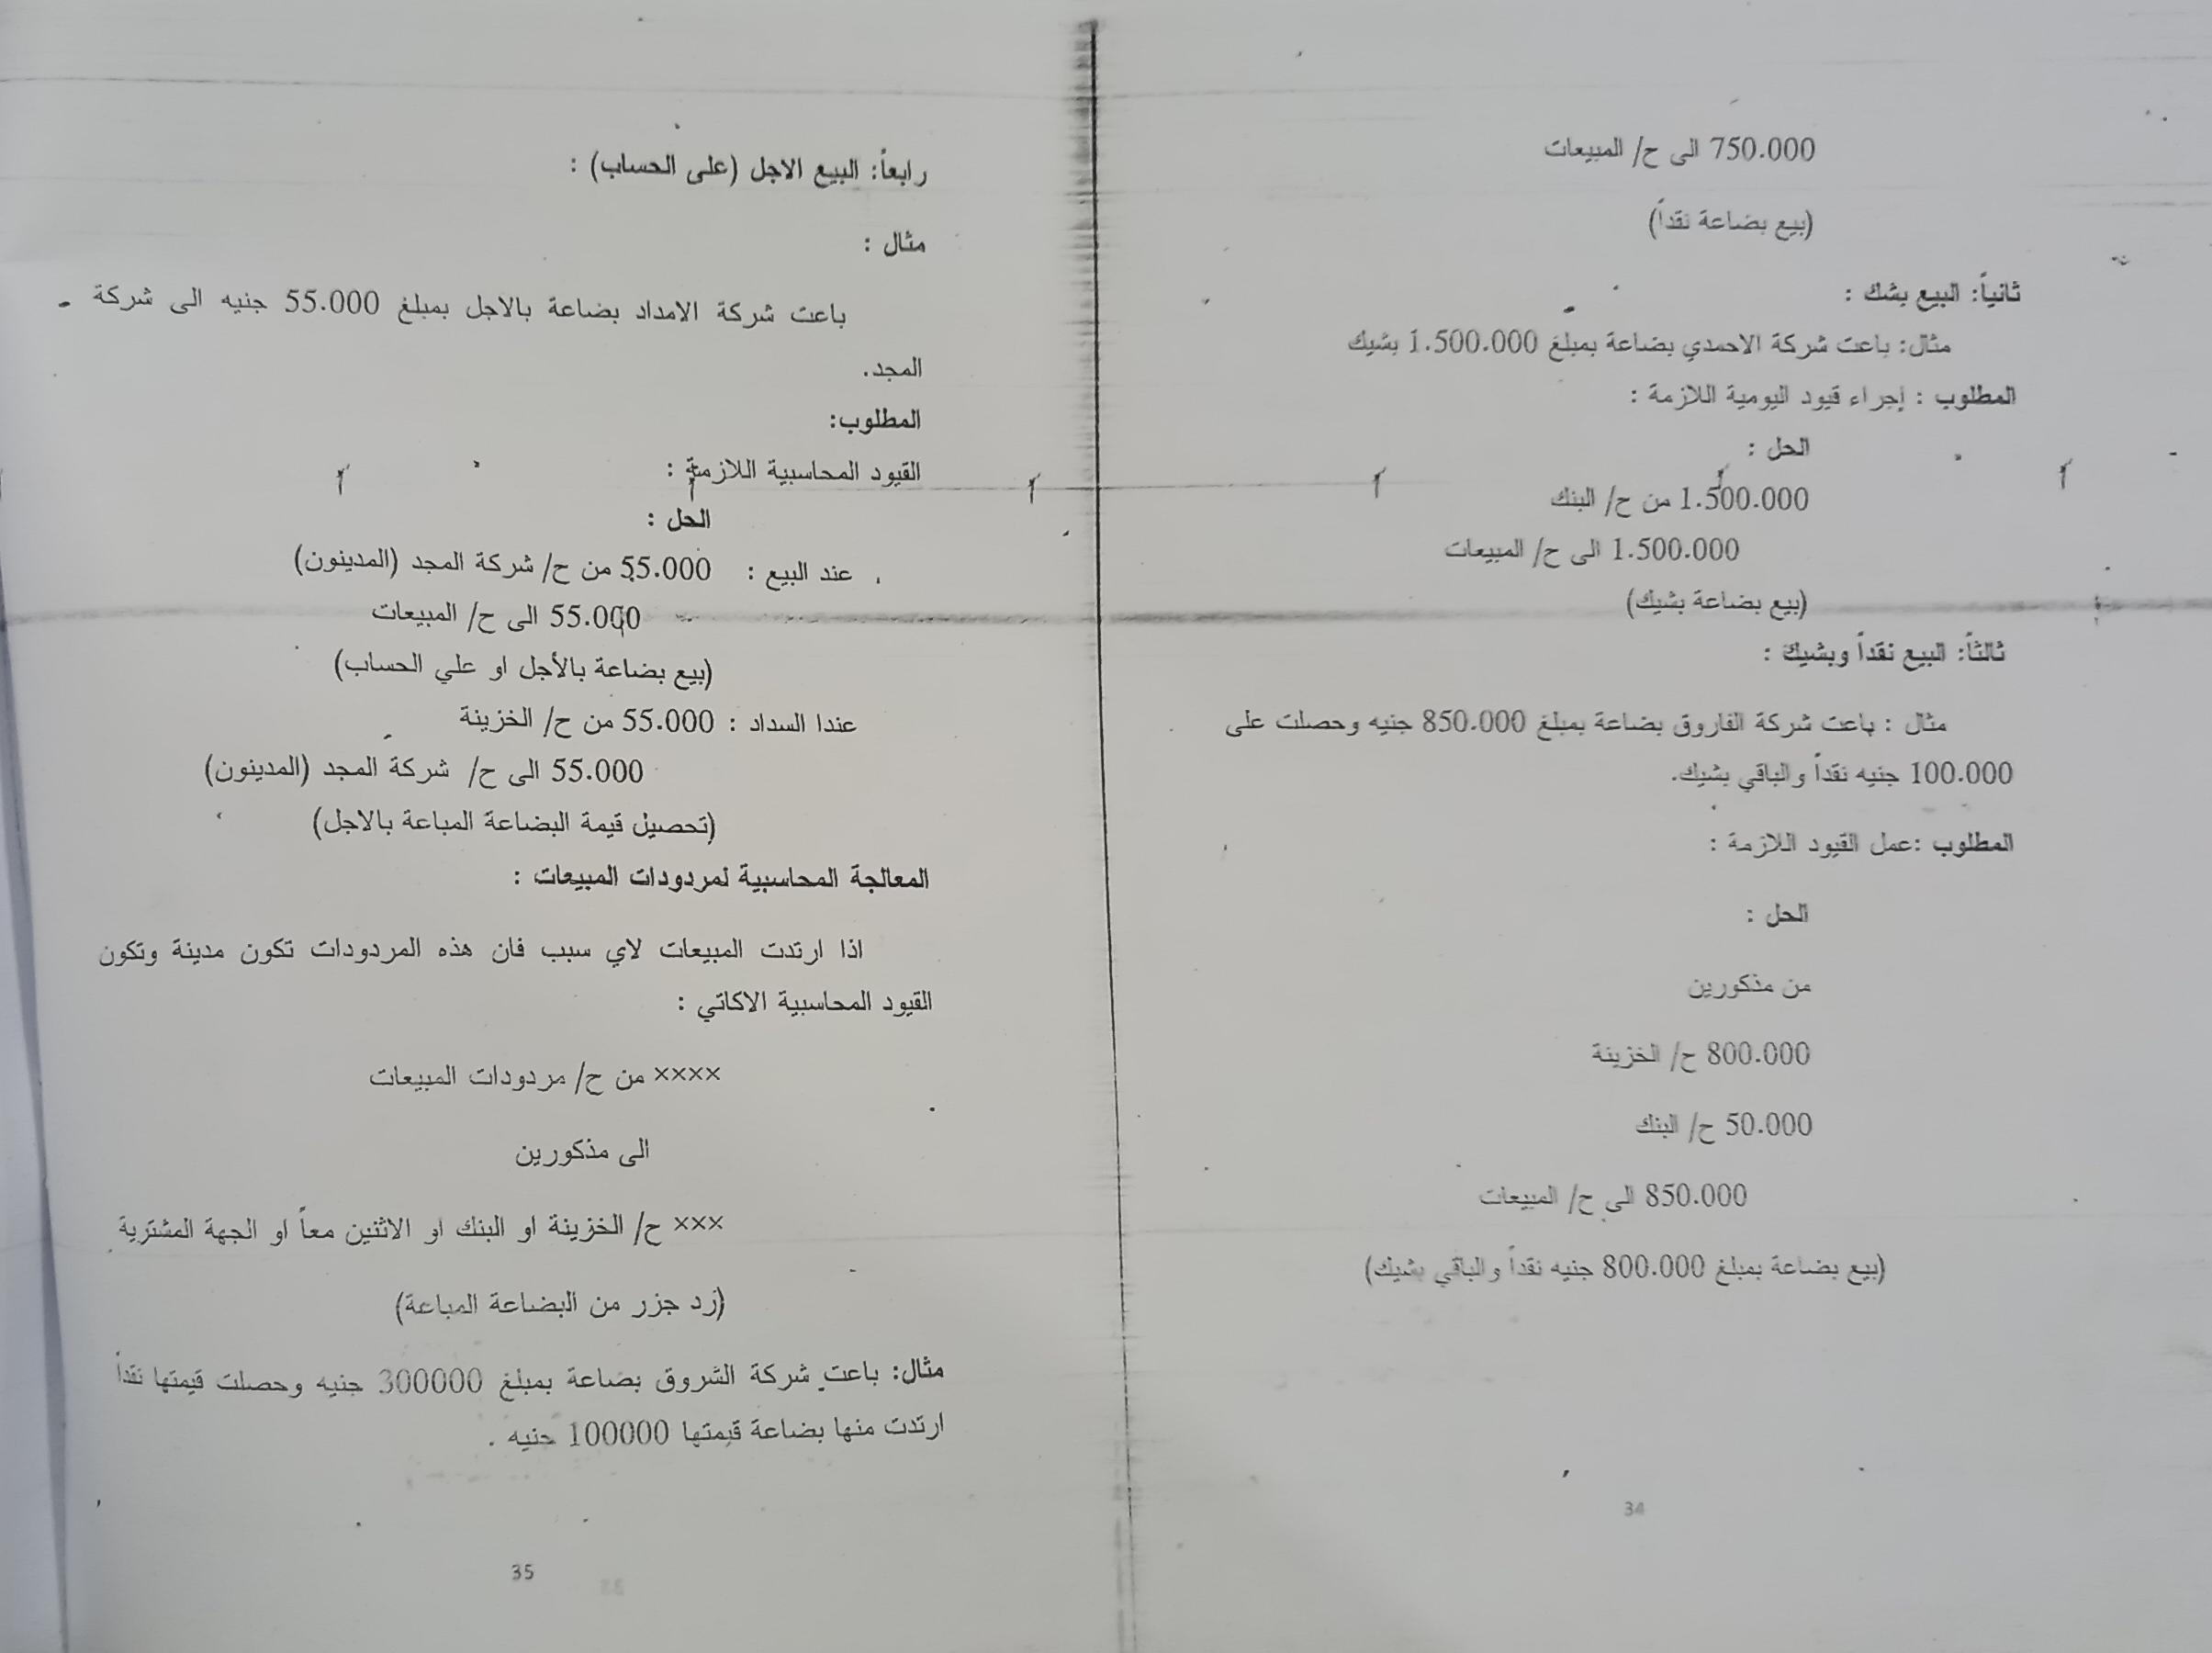 750.000 الى ح/ المبيعات
(بيع بضاعة نقداً)
ثانياً: البيع بشك :
مثال: باعت شركة الاحمدي بضاعة بمبلغ 1.500.000 بشيك
المطلوب : إجراء قيود اليومية اللازمة :
الحل :
1.500.000 من ح/ البنك
1.500.000 الى ح/ المبيعات
(بيع بضاعة بشيك)
ثالثاً: البيع نقداً وبشيك :
مثال : باعت شركة الفاروق بضاعة بمبلغ 850.000 جنيه وحصلت على
100.000 جنيه نقداً والباقي بشيك.
المطلوب :عمل القيود اللازمة :
الحل :
من مذكورين
800.000 ح/ الخزينة
50.000 ح/ البنك
850.000 الى ح/ المبيعات
(بيع بضاعة بمبلغ 800.000 جنيه نقداً والباقي بشيك)
34
رابعاً: البيع الاجل (على الحساب) :
مثال :
باعت شركة الامداد بضاعة بالاجل بمبلغ 55.000 جنيه الى شركة
المجد.
المطلوب:
القيود المحاسبية اللازمة :
الحل :
عند البيع : 55.000 من ح/ شركة المجد (المدينون)
55.000 الى ح/ المبيعات
(بيع بضاعة بالأجل او علي الحساب)
عندا السداد : 55.000 من ح/ الخزينة
55.000 الى ح/ شركة المجد (المدينون)
(تحصيل قيمة البضاعة المباعة بالاجل)
المعالجة المحاسبية لمردودات المبيعات :
اذا ارتدت المبيعات لاي سبب فان هذه المردودات تكون مدينة وتكون
القيود المحاسبية الاكاتي :
×××× من ح/ مردودات المبيعات
الى مذكورين
××× ح/ الخزينة او البنك او الاثنين معاً او الجهة المشترية
(زد جزر من البضاعة المباعة)
مثال: باعت شركة الشروق بضاعة بمبلغ 300000 جنيه وحصلت قيمتها نقداً
ارتدت منها بضاعة قيمتها 100000 جنيه .
35